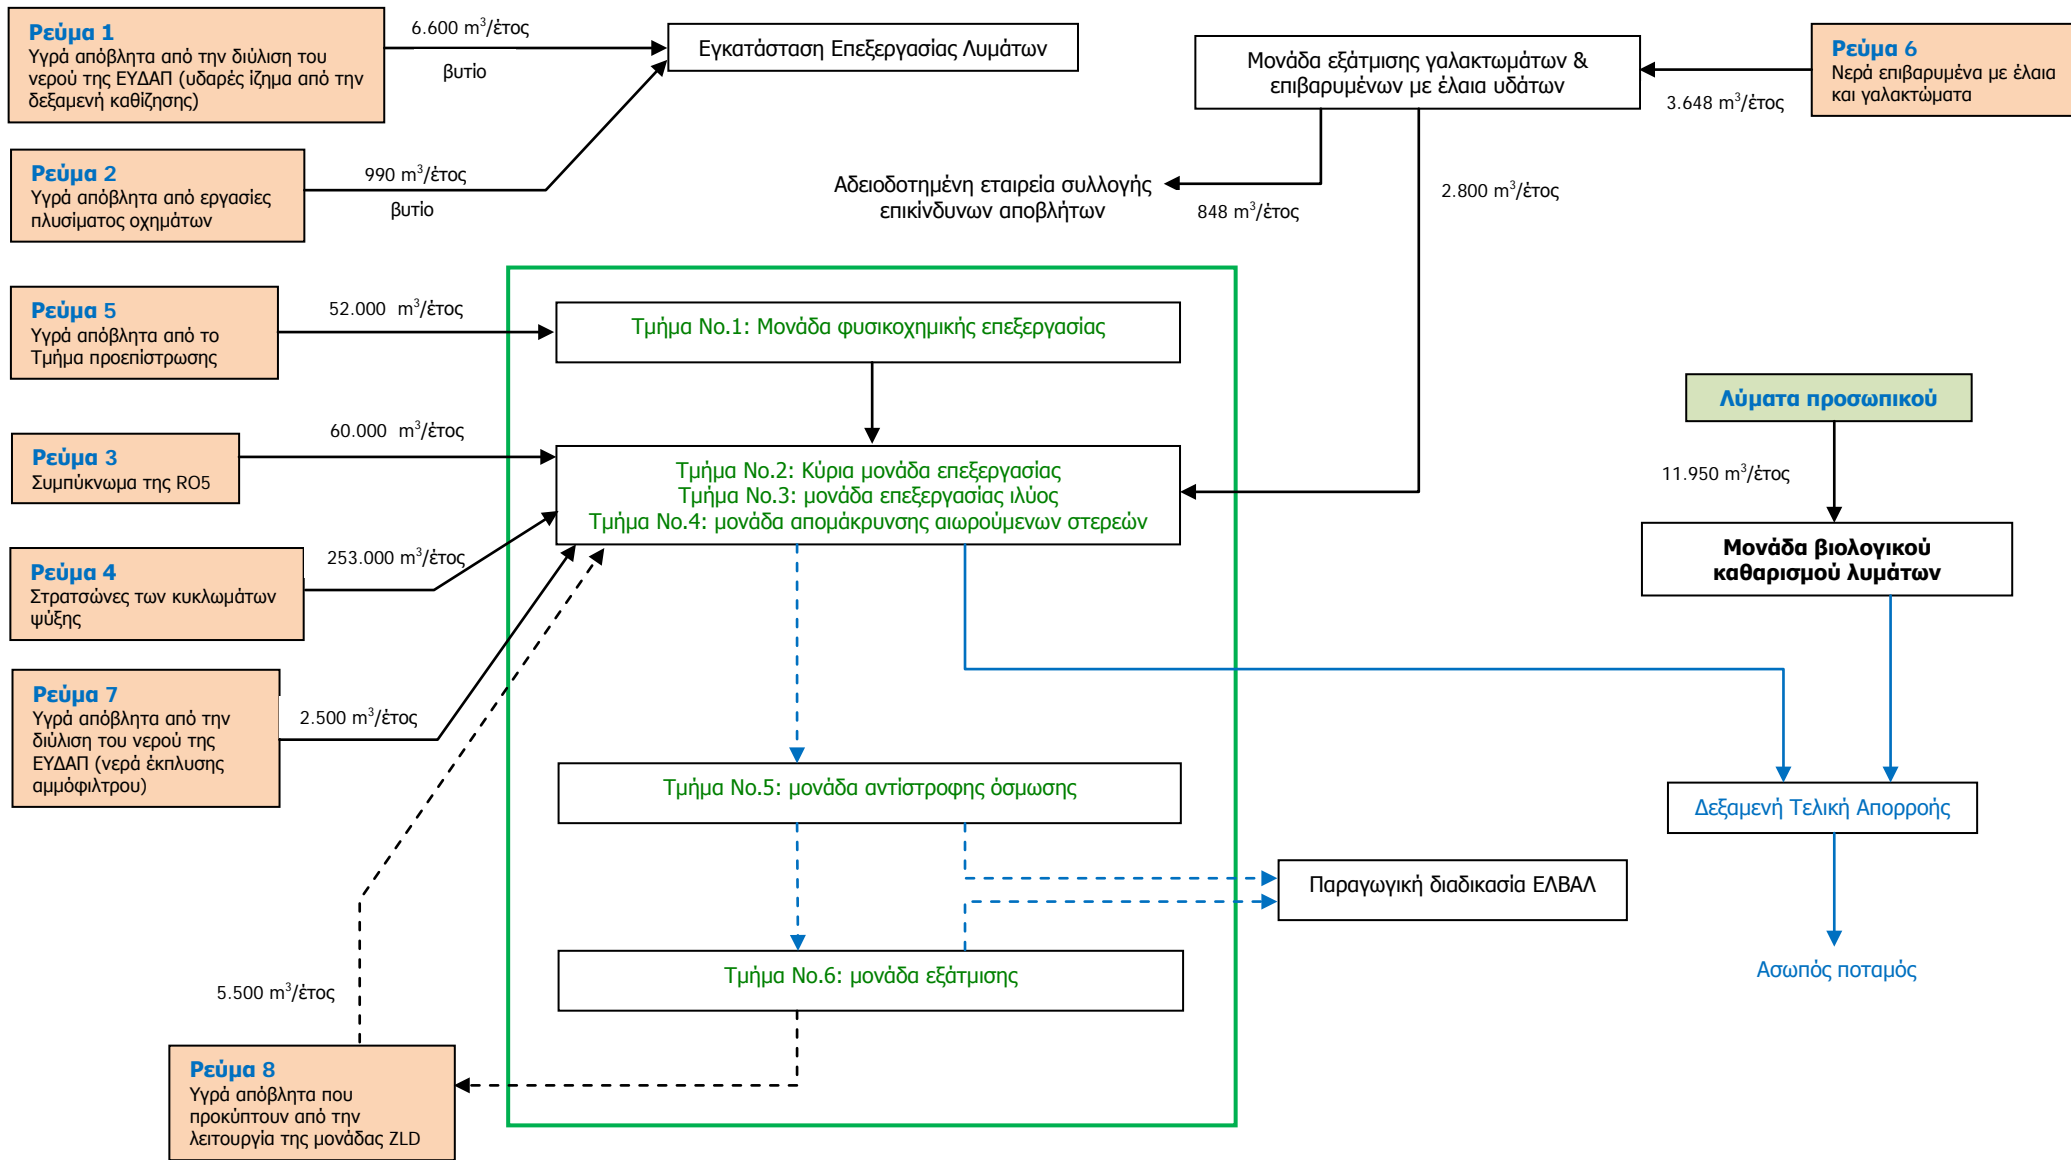 Ρεύμα 1
Υγρά απόβλητα από την διύλιση του
νερού της ΕΥΔΑΠ (υδαρές ίζημα από την
δεξαμενή καθίζησης)
6.600 m³/έτος
βυτίο
Εγκατάσταση Επεξεργασίας Λυμάτων
Μονάδα εξάτμισης γαλακτωμάτων &
επιβαρυμένων με έλαια υδάτων
Ρεύμα 6
Νερά επιβαρυμένα με έλαια
και γαλακτώματα
3.648 m³/έτος
Ρεύμα 2
Υγρά απόβλητα από εργασίες
πλυσίματος οχημάτων
990 m³/έτος
βυτίο
Αδειοδοτημένη εταιρεία συλλογής
επικίνδυνων αποβλήτων
848 m³/έτος
2.800 m³/έτος
Ρεύμα 5
Υγρά απόβλητα από το
Τμήμα προεπίστρωσης
52.000 m³/έτος
Τμήμα Νο.1: Μονάδα φυσικοχημικής επεξεργασίας
Λύματα προσωπικού
11.950 m³/έτος
Ρεύμα 3
Συμπύκνωμα της RO5
60.000 m³/έτος
Τμήμα Νο.2: Κύρια μονάδα επεξεργασίας
Τμήμα Νο.3: μονάδα επεξεργασίας ιλύος
Τμήμα Νο.4: μονάδα απομάκρυνσης αιωρούμενων στερεών
Μονάδα βιολογικού
καθαρισμού λυμάτων
Ρεύμα 4
Στρατσώνες των κυκλωμάτων
ψύξης
253.000 m³/έτος
Ρεύμα 7
Υγρά απόβλητα από την
διύλιση του νερού της
ΕΥΔΑΠ (νερά έκπλυσης
αμμόφιλτρου)
2.500 m³/έτος
Τμήμα Νο.5: μονάδα αντίστροφης όσμωσης
Δεξαμενή Τελική Απορροής
Παραγωγική διαδικασία ΕΛΒΑΛ
Τμήμα Νο.6: μονάδα εξάτμισης
Ασωπός ποταμός
5.500 m³/έτος
Ρεύμα 8
Υγρά απόβλητα που
προκύπτουν από την
λειτουργία της μονάδας ZLD